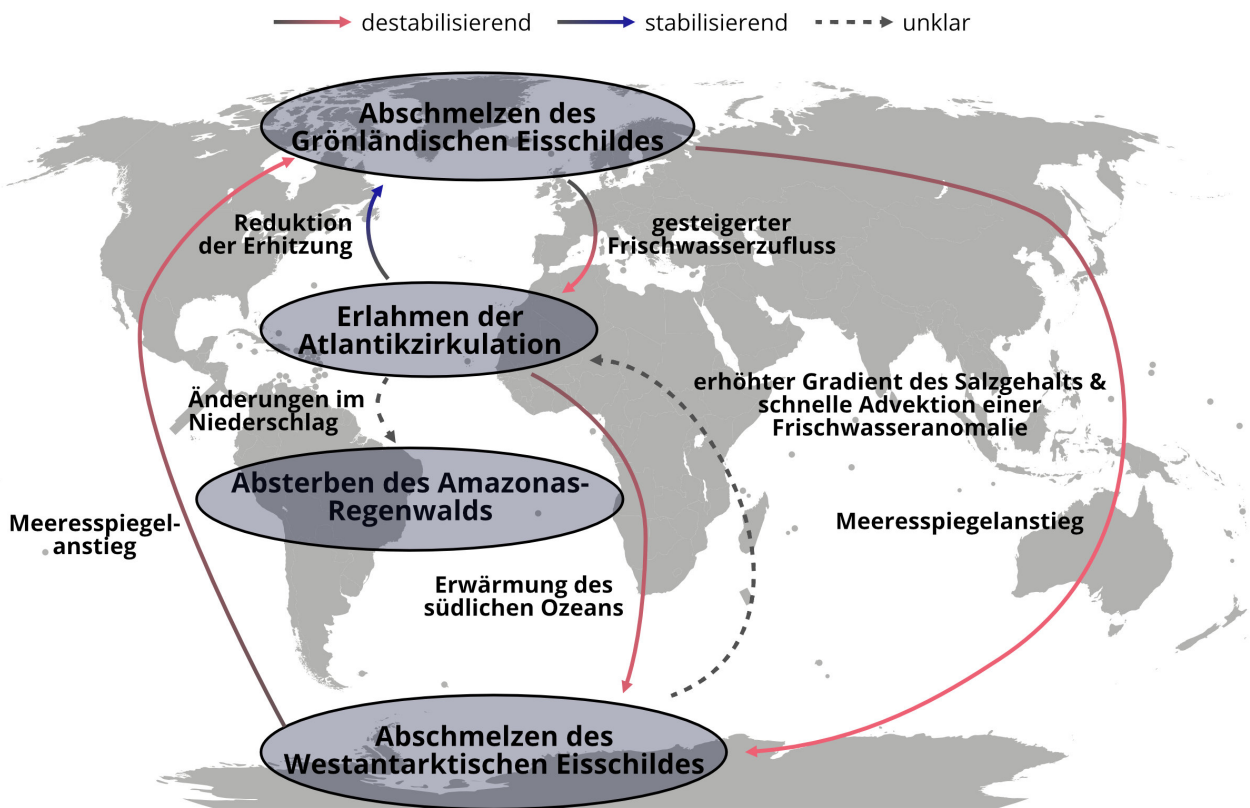 destabilisierend
stabilisierend
unklar
Abschmelzen des
Grönländischen Eisschildes
Reduktion
der Erhitzung
gesteigerter
Frischwasserzufluss
Erlahmen der
Atlantikzirkulation
erhöhter Gradient des Salzgehalts &
schnelle Advektion einer
Frischwasseranomalie
Änderungen im
Niederschlag
Absterben des Amazonas-
Regenwalds
Meeresspiegel-
anstieg
Meeresspiegelanstieg
Erwärmung des
südlichen Ozeans
Abschmelzen des
Westantarktischen Eisschildes